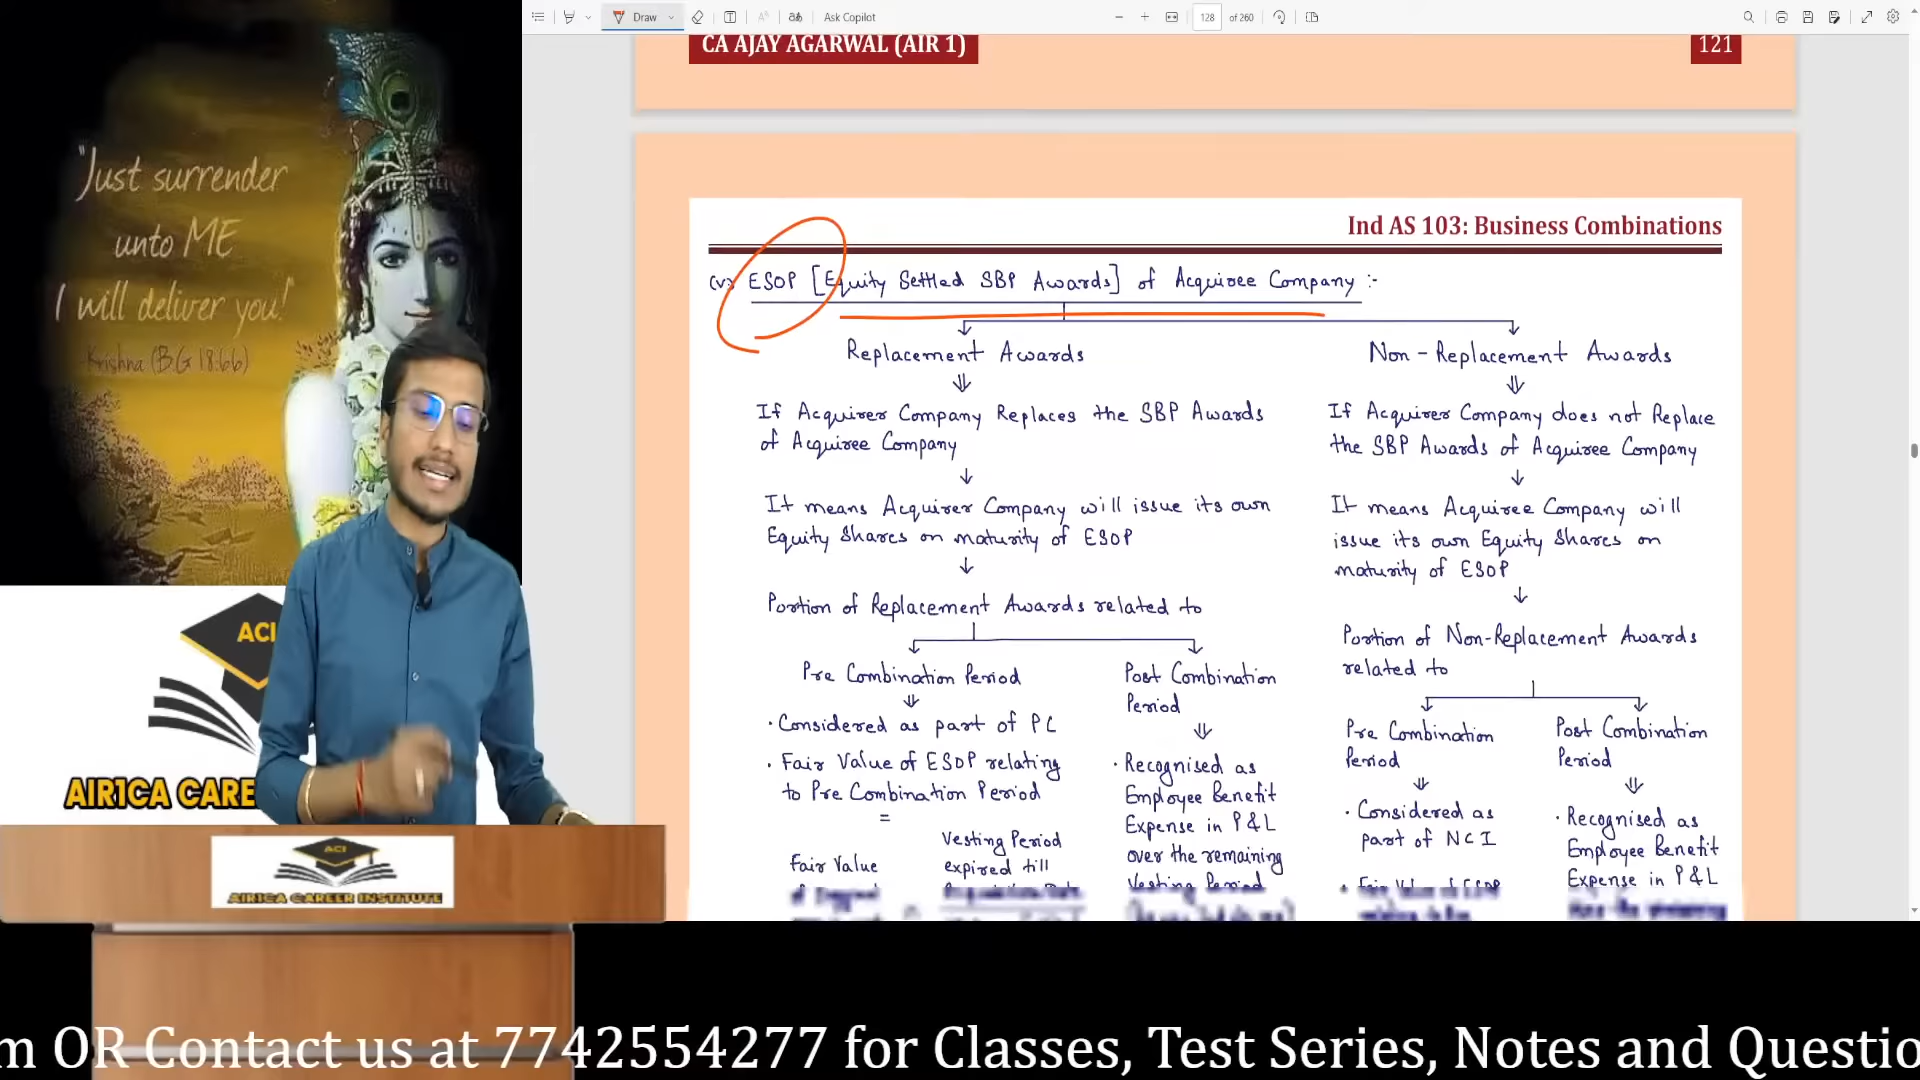 Draw
Ask Copilot
128
of 260
CA AJAY AGARWAL (AIR 1)
121
"Just surrender
unto ME
I will deliver you!"
-Krishna (B.G 18:66)
Ind AS 103: Business Combinations
(v) ESOP [Equity Settled SBP Awards] of Acquiree Company :-
Replacement Awards
Non-Replacement Awards
If Acquirer Company Replaces the SBP Awards
of Acquiree Company
If Acquirer Company does not Replace
the SBP Awards of Acquiree Company
It means Acquirer Company will issue its own
Equity Shares on maturity of ESOP
It means Acquiree Company will
issue its own Equity Shares on
maturity of ESOP
Portion of Replacement Awards related to
Portion of Non-Replacement Awards
related to
Pre Combination Period
• Considered as part of PC
• Fair Value of ESOP relating
to Pre Combination Period
=
Fair Value
Vesting Period
expired till
Post Combination
Period
• Recognised as
Employee Benefit
Expense in P&L
over the remaining
Vesting Period
Pre Combination
Period
• Considered as
part of NCI
• Fair Value of ESOP
Post Combination
Period
• Recognised as
Employee Benefit
Expense in P&L
ACI
AIR1CA CARE
ACI
AIR1CA CAREER INSTITUTE
m OR Contact us at 7742554277 for Classes, Test Series, Notes and Questio